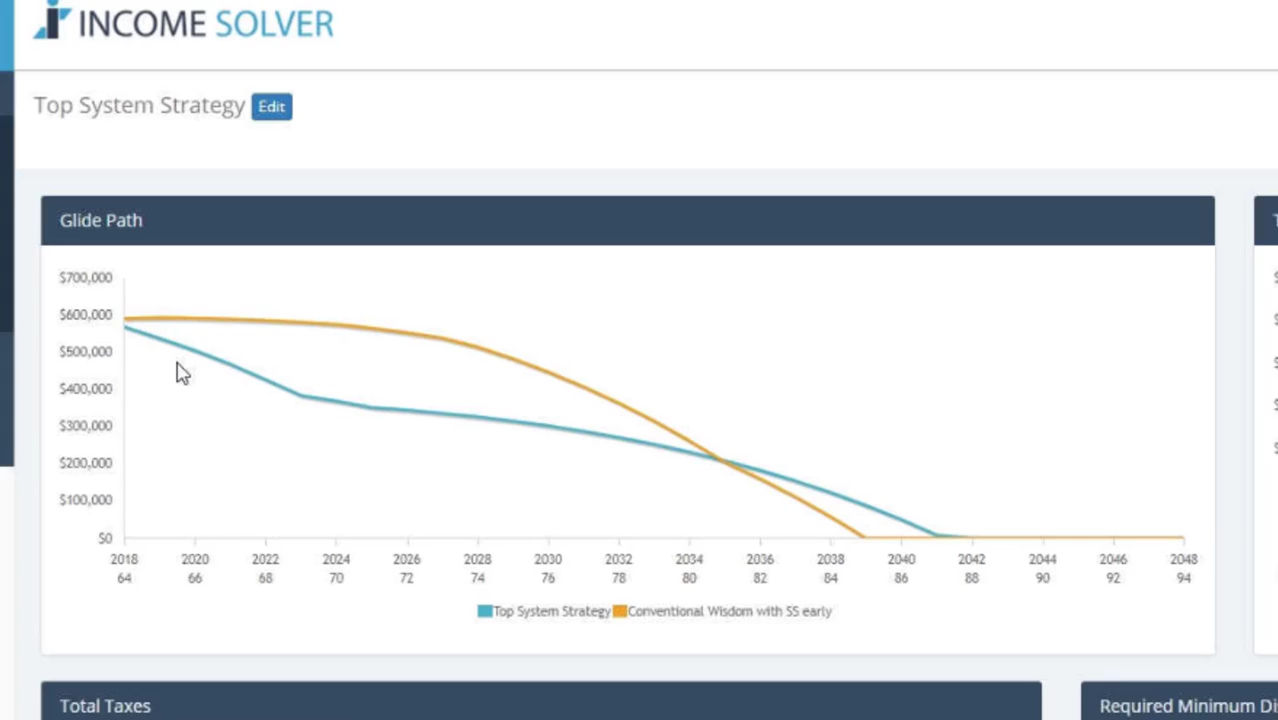 INCOME SOLVER
Top System Strategy Edit
Glide Path
$700,000
$600,000
$500,000
$400,000
$300,000
$200,000
$100,000
$0
2018 2020 2022 2024 2026 2028 2030 2032 2034 2036 2038 2040 2042 2044 2046 2048
64 66 68 70 72 74 76 78 80 82 84 86 88 90 92 94
Top System Strategy Conventional Wisdom with SS early
Total Taxes
Required Minimum Di